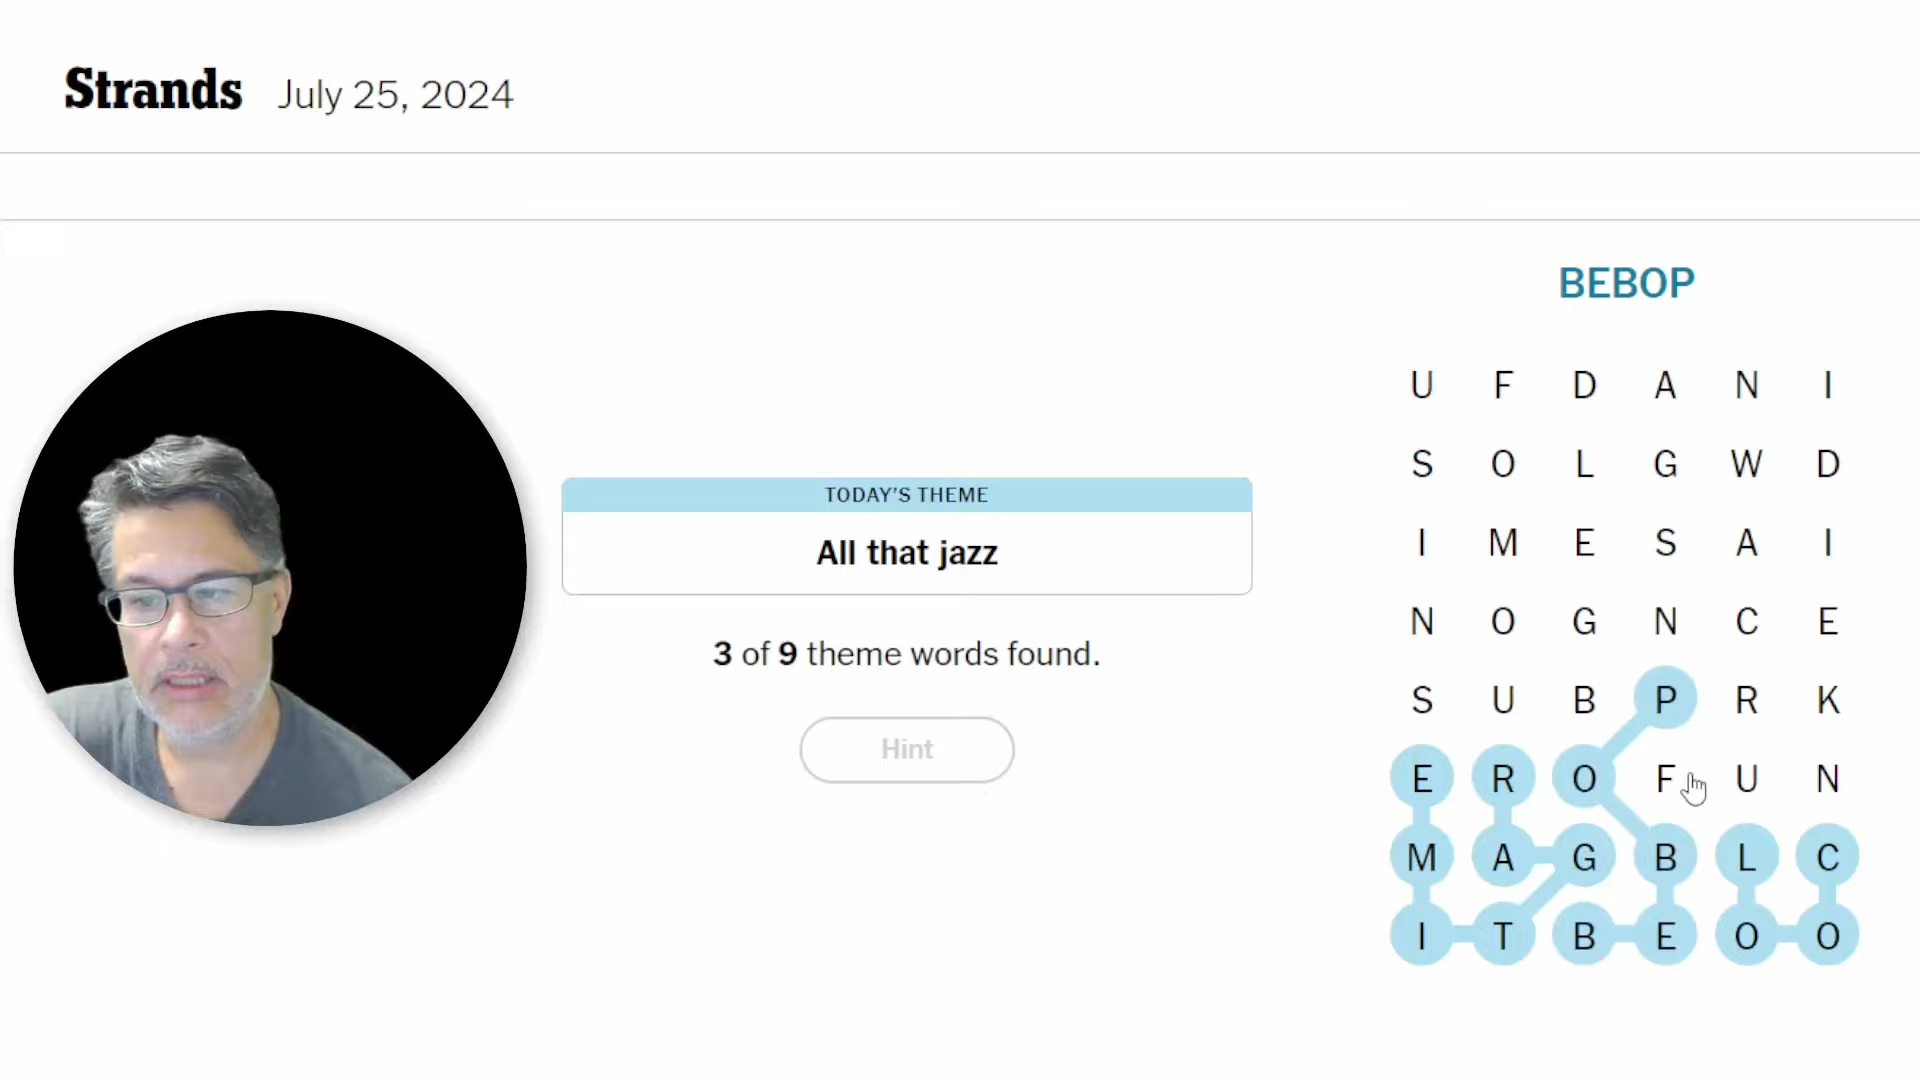 Strands July 25, 2024
BEBOP
TODAY'S THEME
All that jazz
3 of 9 theme words found.
Hint
U F D A N I
S O L G W D
I M E S A I
N O G N C E
S U B P R K
E R O F U N
M A G B L C
I T B E O O